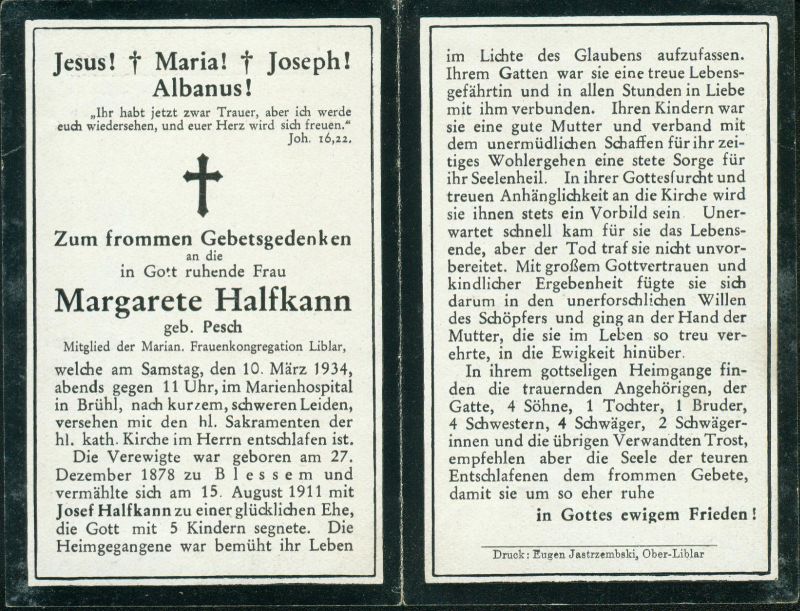 Jesus! † Maria! † Joseph!
Albanus!
„Ihr habt jetzt zwar Trauer, aber ich werde
euch wiedersehen, und euer Herz wird sich freuen.“
Joh. 16,22.
Zum frommen Gebetsgedenken
an die
in Gott ruhende Frau
Margarete Halfkann
geb. Pesch
Mitglied der Marian. Frauenkongregation Liblar,
welche am Samstag, den 10. März 1934,
abends gegen 11 Uhr, im Marienhospital
in Brühl, nach kurzem, schweren Leiden,
versehen mit den hl. Sakramenten der
hl. kath. Kirche im Herrn entschlafen ist.
Die Verewigte war geboren am 27.
Dezember 1878 zu Blessem und
vermählte sich am 15. August 1911 mit
Josef Halfkann zu einer glücklichen Ehe,
die Gott mit 5 Kindern segnete. Die
Heimgegangene war bemüht ihr Leben
im Lichte des Glaubens aufzufassen.
Ihrem Gatten war sie eine treue Lebens-
gefährtin und in allen Stunden in Liebe
mit ihm verbunden. Ihren Kindern war
sie eine gute Mutter und verband mit
dem unermüdlichen Schaffen für ihr zei-
tiges Wohlergehen eine stete Sorge für
ihr Seelenheil. In ihrer Gottesfurcht und
treuen Anhänglichkeit an die Kirche wird
sie ihnen stets ein Vorbild sein. Uner-
wartet schnell kam für sie das Lebens-
ende, aber der Tod traf sie nicht unvor-
bereitet. Mit großem Gottvertrauen und
kindlicher Ergebenheit fügte sie sich
darum in den unerforschlichen Willen
des Schöpfers und ging an der Hand der
Mutter, die sie im Leben so treu ver-
ehrte, in die Ewigkeit hinüber.
In ihrem gottseligen Heimgange fin-
den die trauernden Angehörigen, der
Gatte, 4 Söhne, 1 Tochter, 1 Bruder,
4 Schwestern, 4 Schwäger, 2 Schwäger-
innen und die übrigen Verwandten Trost,
empfehlen aber die Seele der teuren
Entschlafenen dem frommen Gebete,
damit sie um so eher ruhe
in Gottes ewigem Frieden!
Druck: Eugen Jastrzembski, Ober-Liblar